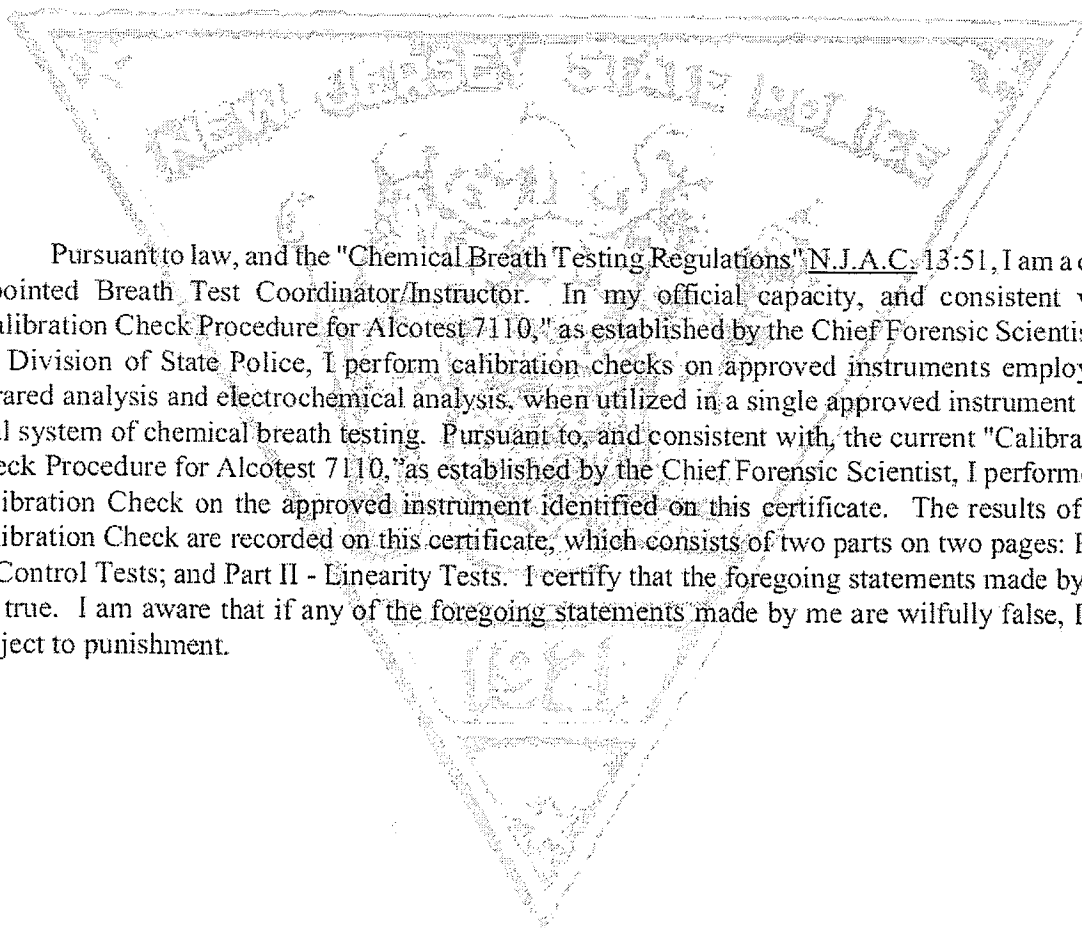 NEW JERSEY STATE POLICE
Pursuant to law, and the "Chemical Breath Testing Regulations" N.J.A.C. 13:51, I am a
pointed Breath Test Coordinator/Instructor. In my official capacity, and consistent
alibration Check Procedure for Alcotest 7110," as established by the Chief Forensic Scientis
Division of State Police, I perform calibration checks on approved instruments employ
rared analysis and electrochemical analysis, when utilized in a single approved instrument
l system of chemical breath testing. Pursuant to, and consistent with, the current "Calibra
eck Procedure for Alcotest 7110," as established by the Chief Forensic Scientist, I perform
ibration Check on the approved instrument identified on this certificate. The results of
libration Check are recorded on this certificate, which consists of two parts on two pages:
Control Tests; and Part II - Linearity Tests. I certify that the foregoing statements made by
true. I am aware that if any of the foregoing statements made by me are wilfully false, I
ject to punishment.
1921